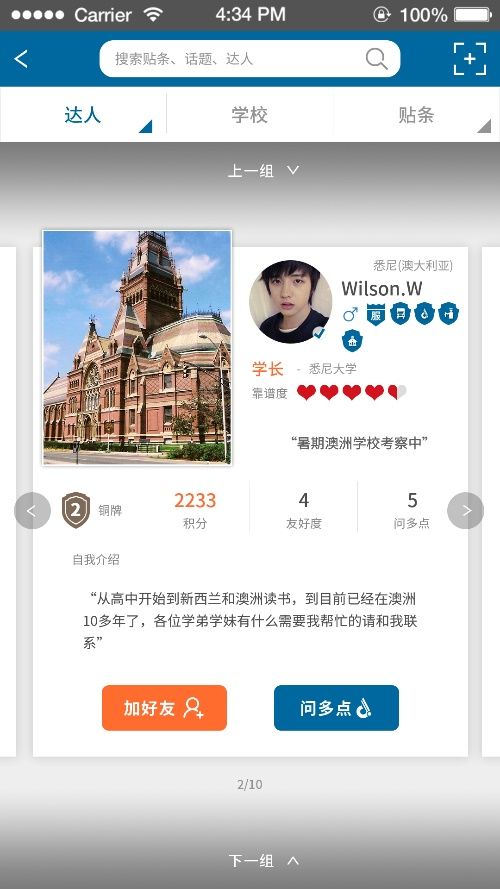 Carrier 4:34 PM 100%
搜索贴条、话题、达人
达人 学校 贴条
上一组
悉尼(澳大利亚)
Wilson.W
服
学长 - 悉尼大学
靠谱度
“暑期澳洲学校考察中”
2 铜牌 2233 4 5
积分 友好度 问多点
自我介绍
“从高中开始到新西兰和澳洲读书，到目前已经在澳洲
10多年了，各位学弟学妹有什么需要我帮忙的请和我联
系”
加好友 问多点
2/10
下一组